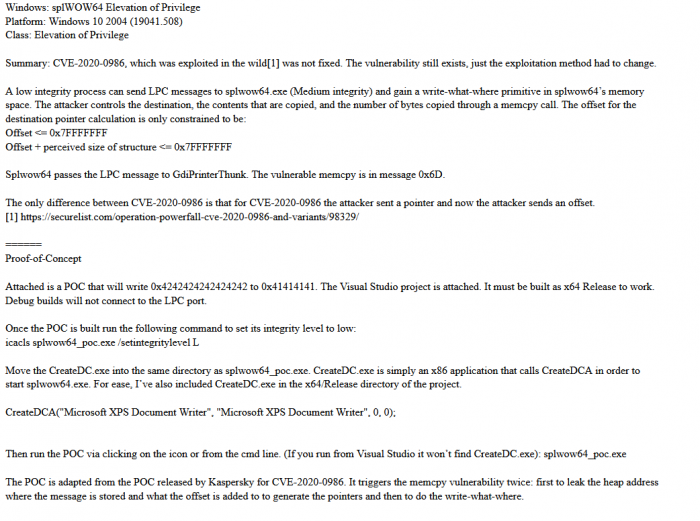 Windows: splWOW64 Elevation of Privilege
Platform: Windows 10 2004 (19041.508)
Class: Elevation of Privilege
Summary: CVE-2020-0986, which was exploited in the wild[1] was not fixed. The vulnerability still exists, just the exploitation method had to change.
A low integrity process can send LPC messages to splwow64.exe (Medium integrity) and gain a write-what-where primitive in splwow64's memory
space. The attacker controls the destination, the contents that are copied, and the number of bytes copied through a memcpy call. The offset for the
destination pointer calculation is only constrained to be:
Offset <= 0x7FFFFFFF
Offset + perceived size of structure <= 0x7FFFFFFF
Splwow64 passes the LPC message to GdiPrinterThunk. The vulnerable memcpy is in message 0x6D.
The only difference between CVE-2020-0986 is that for CVE-2020-0986 the attacker sent a pointer and now the attacker sends an offset.
[1] https://securelist.com/operation-powerfall-cve-2020-0986-and-variants/98329/
======
Proof-of-Concept
Attached is a POC that will write 0x4242424242424242 to 0x41414141. The Visual Studio project is attached. It must be built as x64 Release to work.
Debug builds will not connect to the LPC port.
Once the POC is built run the following command to set its integrity level to low:
icacls splwow64_poc.exe /setintegritylevel L
Move the CreateDC.exe into the same directory as splwow64_poc.exe. CreateDC.exe is simply an x86 application that calls CreateDCA in order to
start splwow64.exe. For ease, I've also included CreateDC.exe in the x64/Release directory of the project.
CreateDCA("Microsoft XPS Document Writer", "Microsoft XPS Document Writer", 0, 0);
Then run the POC via clicking on the icon or from the cmd line. (If you run from Visual Studio it won't find CreateDC.exe): splwow64_poc.exe
The POC is adapted from the POC released by Kaspersky for CVE-2020-0986. It triggers the memcpy vulnerability twice: first to leak the heap address
where the message is stored and what the offset is added to to generate the pointers and then to do the write-what-where.